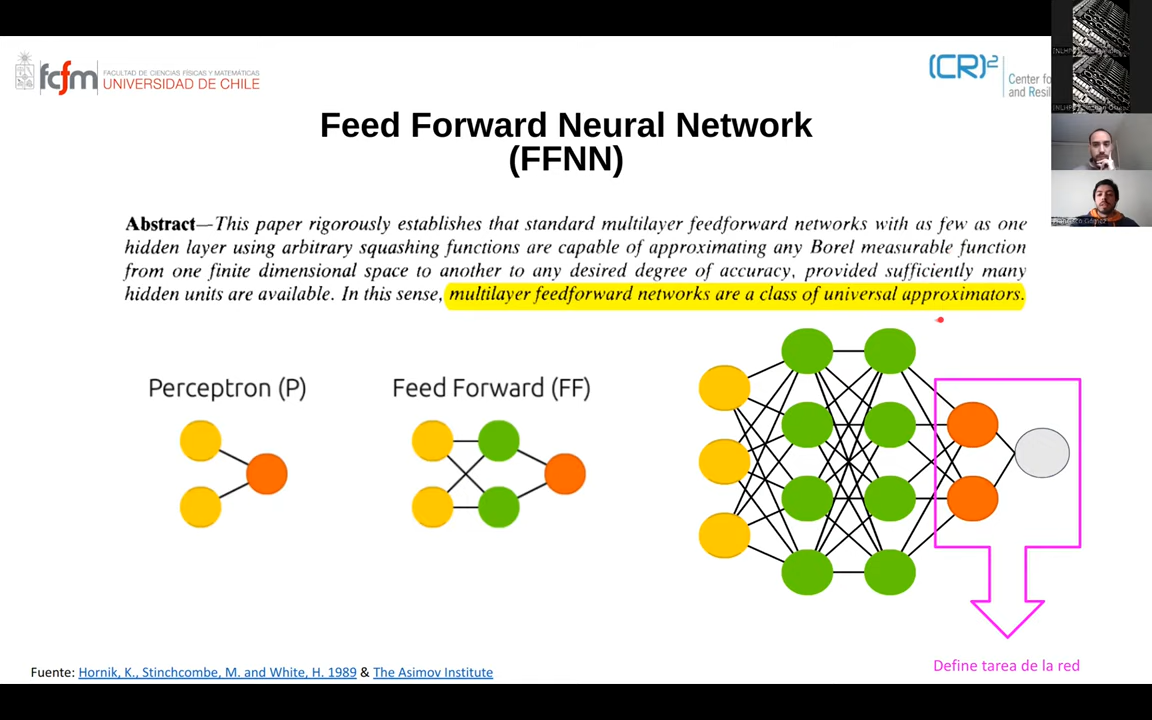 fcfm
FACULTAD DE CIENCIAS FÍSICAS Y MATEMÁTICAS
UNIVERSIDAD DE CHILE
(CR)²
Center for
and Resil
Feed Forward Neural Network
(FFNN)
Abstract—This paper rigorously establishes that standard multilayer feedforward networks with as few as one
hidden layer using arbitrary squashing functions are capable of approximating any Borel measurable function
from one finite dimensional space to another to any desired degree of accuracy, provided sufficiently many
hidden units are available. In this sense, multilayer feedforward networks are a class of universal approximators.
Perceptron (P)
Feed Forward (FF)
Define tarea de la red
Fuente: Hornik, K., Stinchcombe, M. and White, H. 1989 & The Asimov Institute